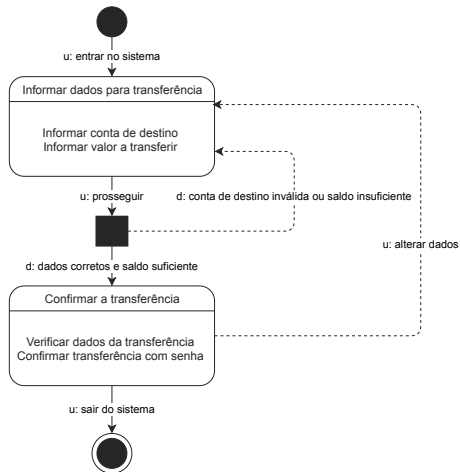 u: entrar no sistema
Informar dados para transferência
Informar conta de destino
Informar valor a transferir
u: prosseguir
d: conta de destino inválida ou saldo insuficiente
u: alterar dados
d: dados corretos e saldo suficiente
Confirmar a transferência
Verificar dados da transferência
Confirmar transferência com senha
u: sair do sistema